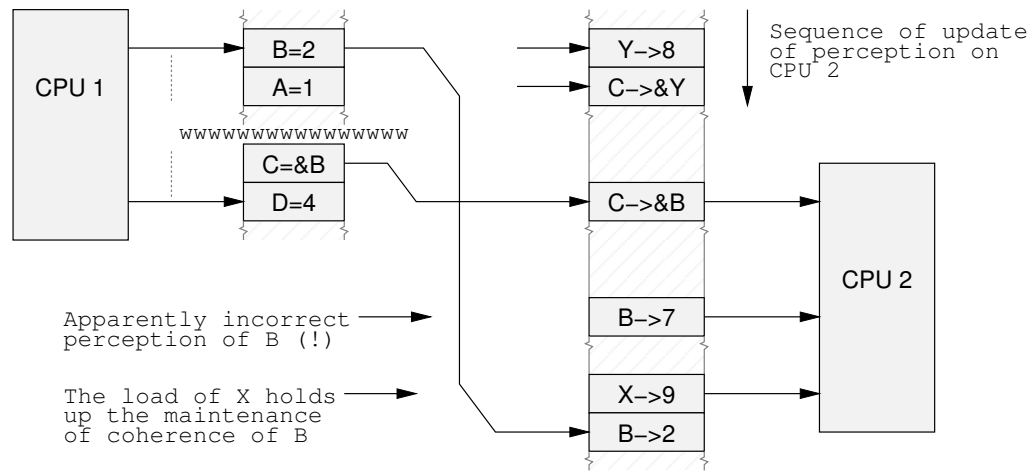 CPU 1
B=2
A=1
wwwwwwwwwwwwwwww
C=&B
D=4
Y−>8
C−>&Y
C−>&B
B−>7
X−>9
B−>2
Sequence of update
of perception on
CPU 2
CPU 2
Apparently incorrect
perception of B (!)
The load of X holds
up the maintenance
of coherence of B